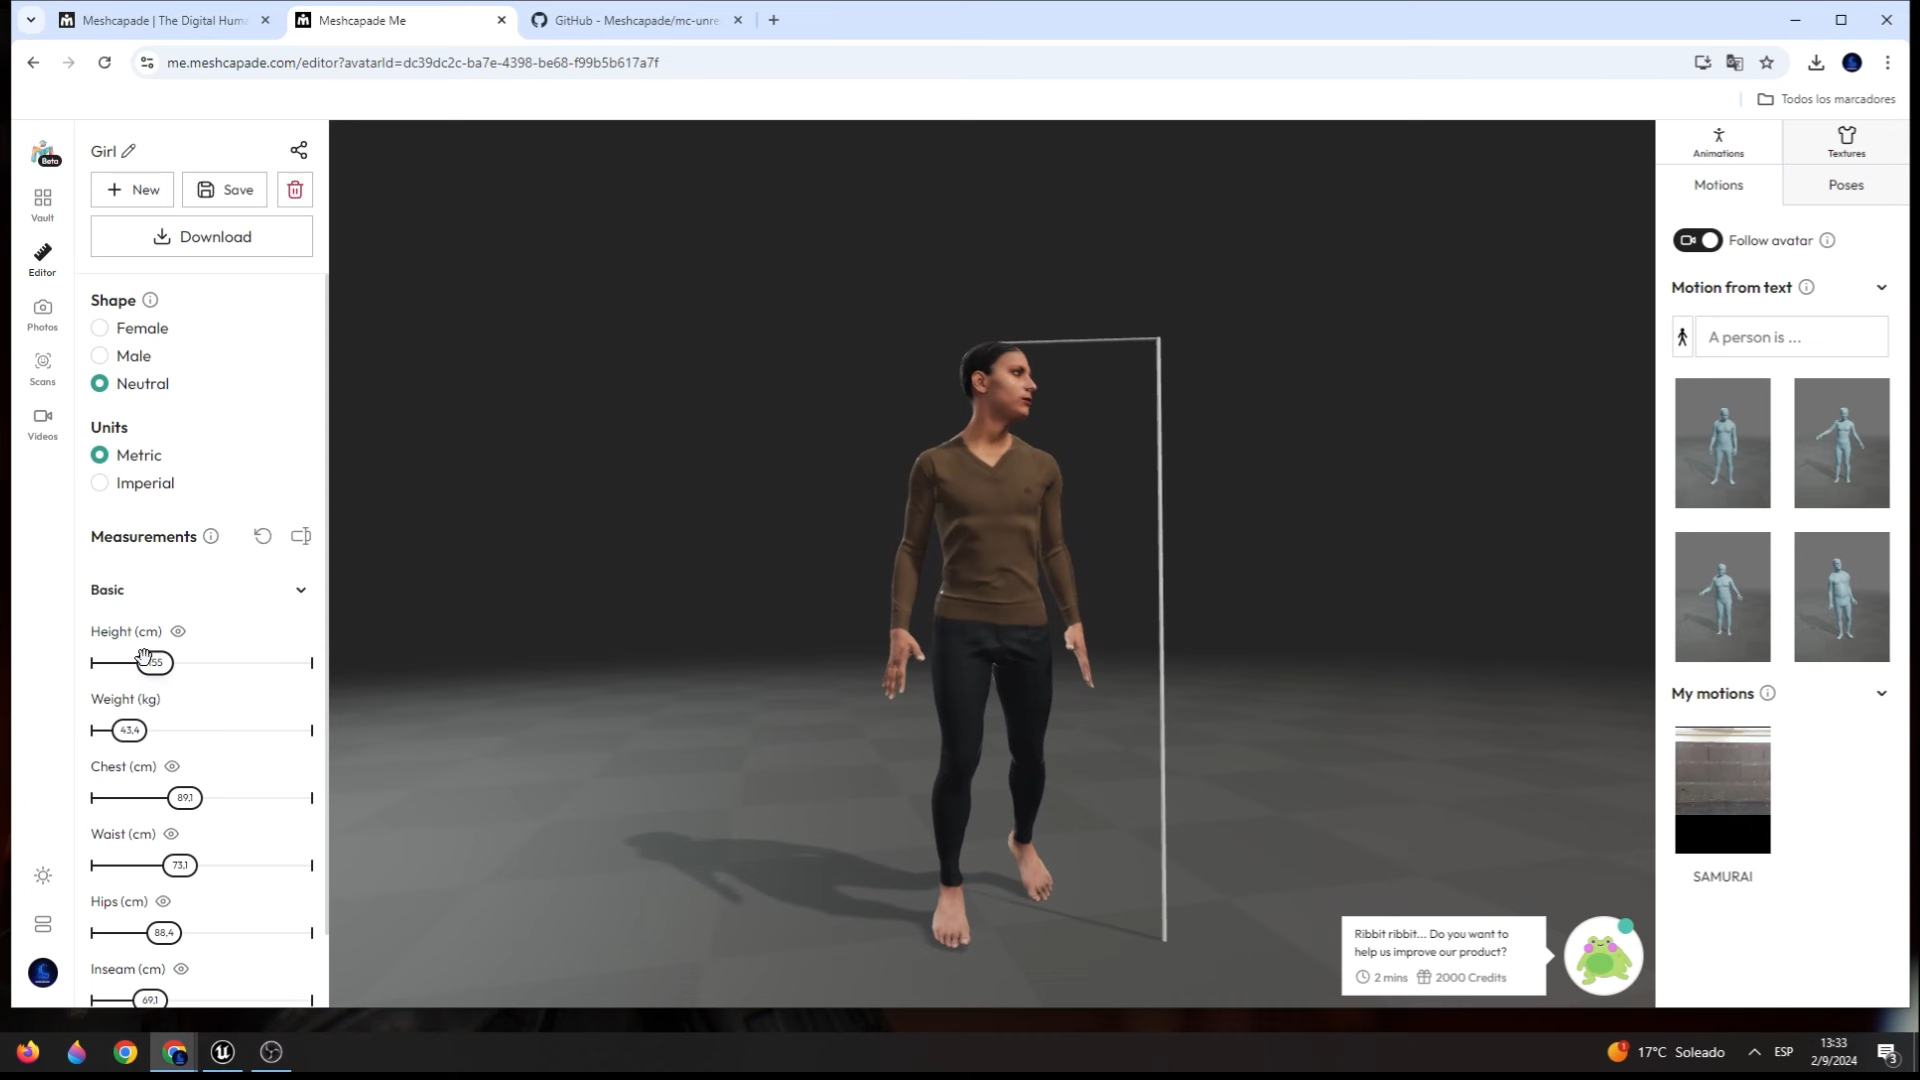 Meshcapade | The Digital Huma
Meshcapade Me
GitHub - Meshcapade/mc-unre
me.meshcapade.com/editor?avatarId=dc39dc2c-ba7e-4398-be68-f99b5b617a7f
Todos los marcadores
Beta
Vault
Editor
Photos
Scans
Videos
Girl
New
Save
Download
Shape
Female
Male
Neutral
Units
Metric
Imperial
Measurements
Basic
Height (cm)
Weight (kg)
43,4
Chest (cm)
89,1
Waist (cm)
73,1
Hips (cm)
88,4
Inseam (cm)
69,1
Ribbit ribbit... Do you want to
help us improve our product?
2 mins 2000 Credits
Animations
Textures
Motions
Poses
Follow avatar
Motion from text
A person is ...
My motions
SAMURAI
17°C Soleado
ESP
13:33
2/9/2024
3